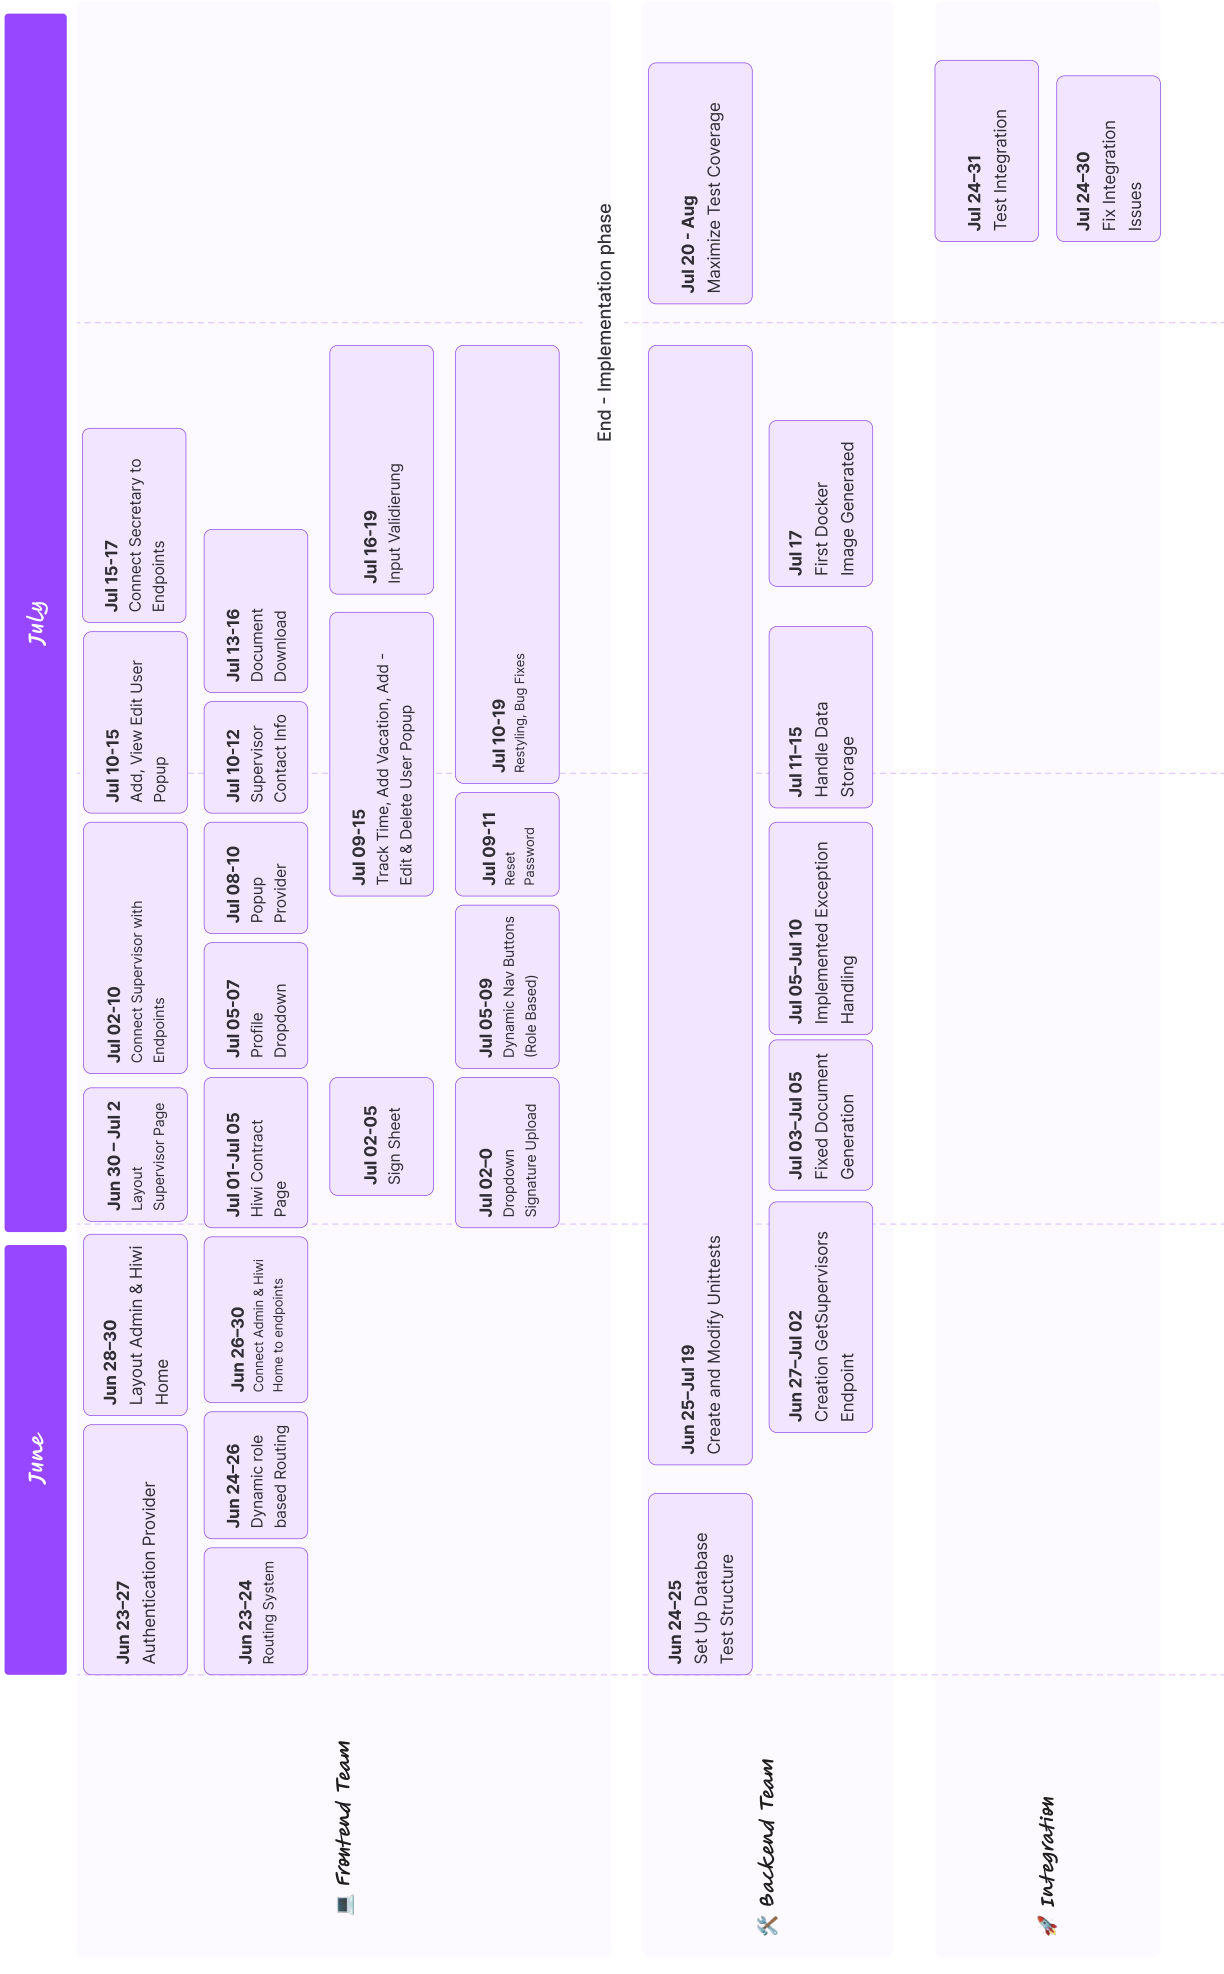 June
July
💻 Frontend Team
Jun 23–27
Authentication Provider
Jun 28–30
Layout Admin & Hiwi
Home
Jun 30 – Jul 2
Layout
Supervisor Page
Jul 02-10
Connect Supervisor with
Endpoints
Jul 10-15
Add, View Edit User
Popup
Jul 15-17
Connect Secretary to
Endpoints
Jun 23–24
Routing System
Jun 24–26
Dynamic role
based Routing
Jun 26–30
Connect Admin & Hiwi
Home to endpoints
Jul 01-Jul 05
Hiwi Contract
Page
Jul 05-07
Profile
Dropdown
Jul 08-10
Popup
Provider
Jul 10-12
Supervisor
Contact Info
Jul 13-16
Document
Download
Jul 02-05
Sign Sheet
Jul 09-15
Track Time, Add Vacation, Add -
Edit & Delete User Popup
Jul 16-19
Input Validierung
Jul 02–0
Dropdown
Signature Upload
Jul 05-09
Dynamic Nav Buttons
(Role Based)
Jul 09-11
Reset
Password
Jul 10-19
Restyling, Bug Fixes
End - Implementation phase
🛠️ Backend Team
Jun 24–25
Set Up Database
Test Structure
Jun 25–Jul 19
Create and Modify Unittests
Jul 20 - Aug
Maximize Test Coverage
Jun 27–Jul 02
Creation GetSupervisors
Endpoint
Jul 03–Jul 05
Fixed Document
Generation
Jul 05–Jul 10
Implemented Exception
Handling
Jul 11–15
Handle Data
Storage
Jul 17
First Docker
Image Generated
🚀 Integration
Jul 24–31
Test Integration
Jul 24–30
Fix Integration
Issues